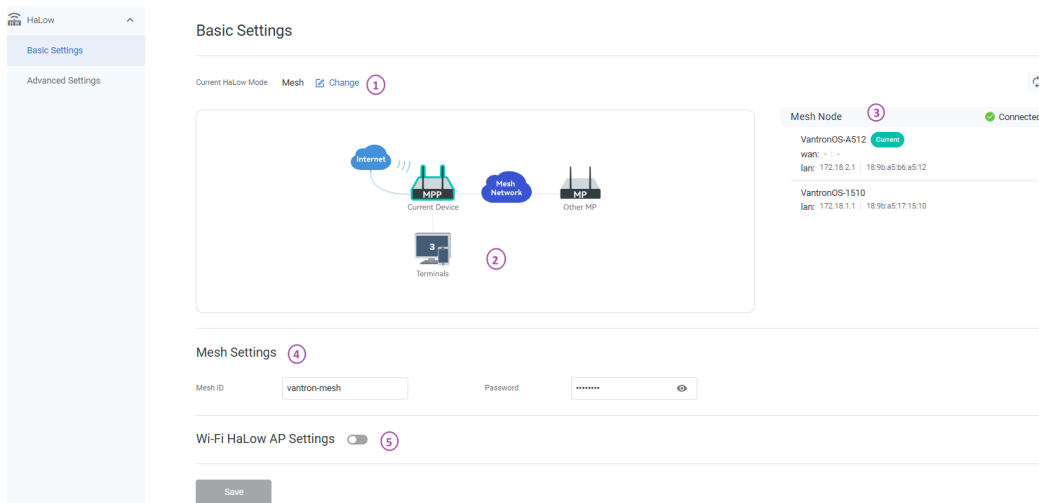 HaLow
Basic Settings
Advanced Settings
Basic Settings
Current HaLow Mode Mesh Change 1
Internet
MPP
Current Device
Mesh
Network
MP
Other MP
3
Terminals
2
Mesh Node 3 Connected
VantronOS-A512 Current
wan: - | -
lan: 172.18.2.1 | 18:9b:a5:b6:a5:12
VantronOS-1510
lan: 172.18.1.1 | 18:9b:a5:17:15:10
Mesh Settings 4
Mesh ID vantron-mesh Password ••••••••
Wi-Fi HaLow AP Settings 5
Save